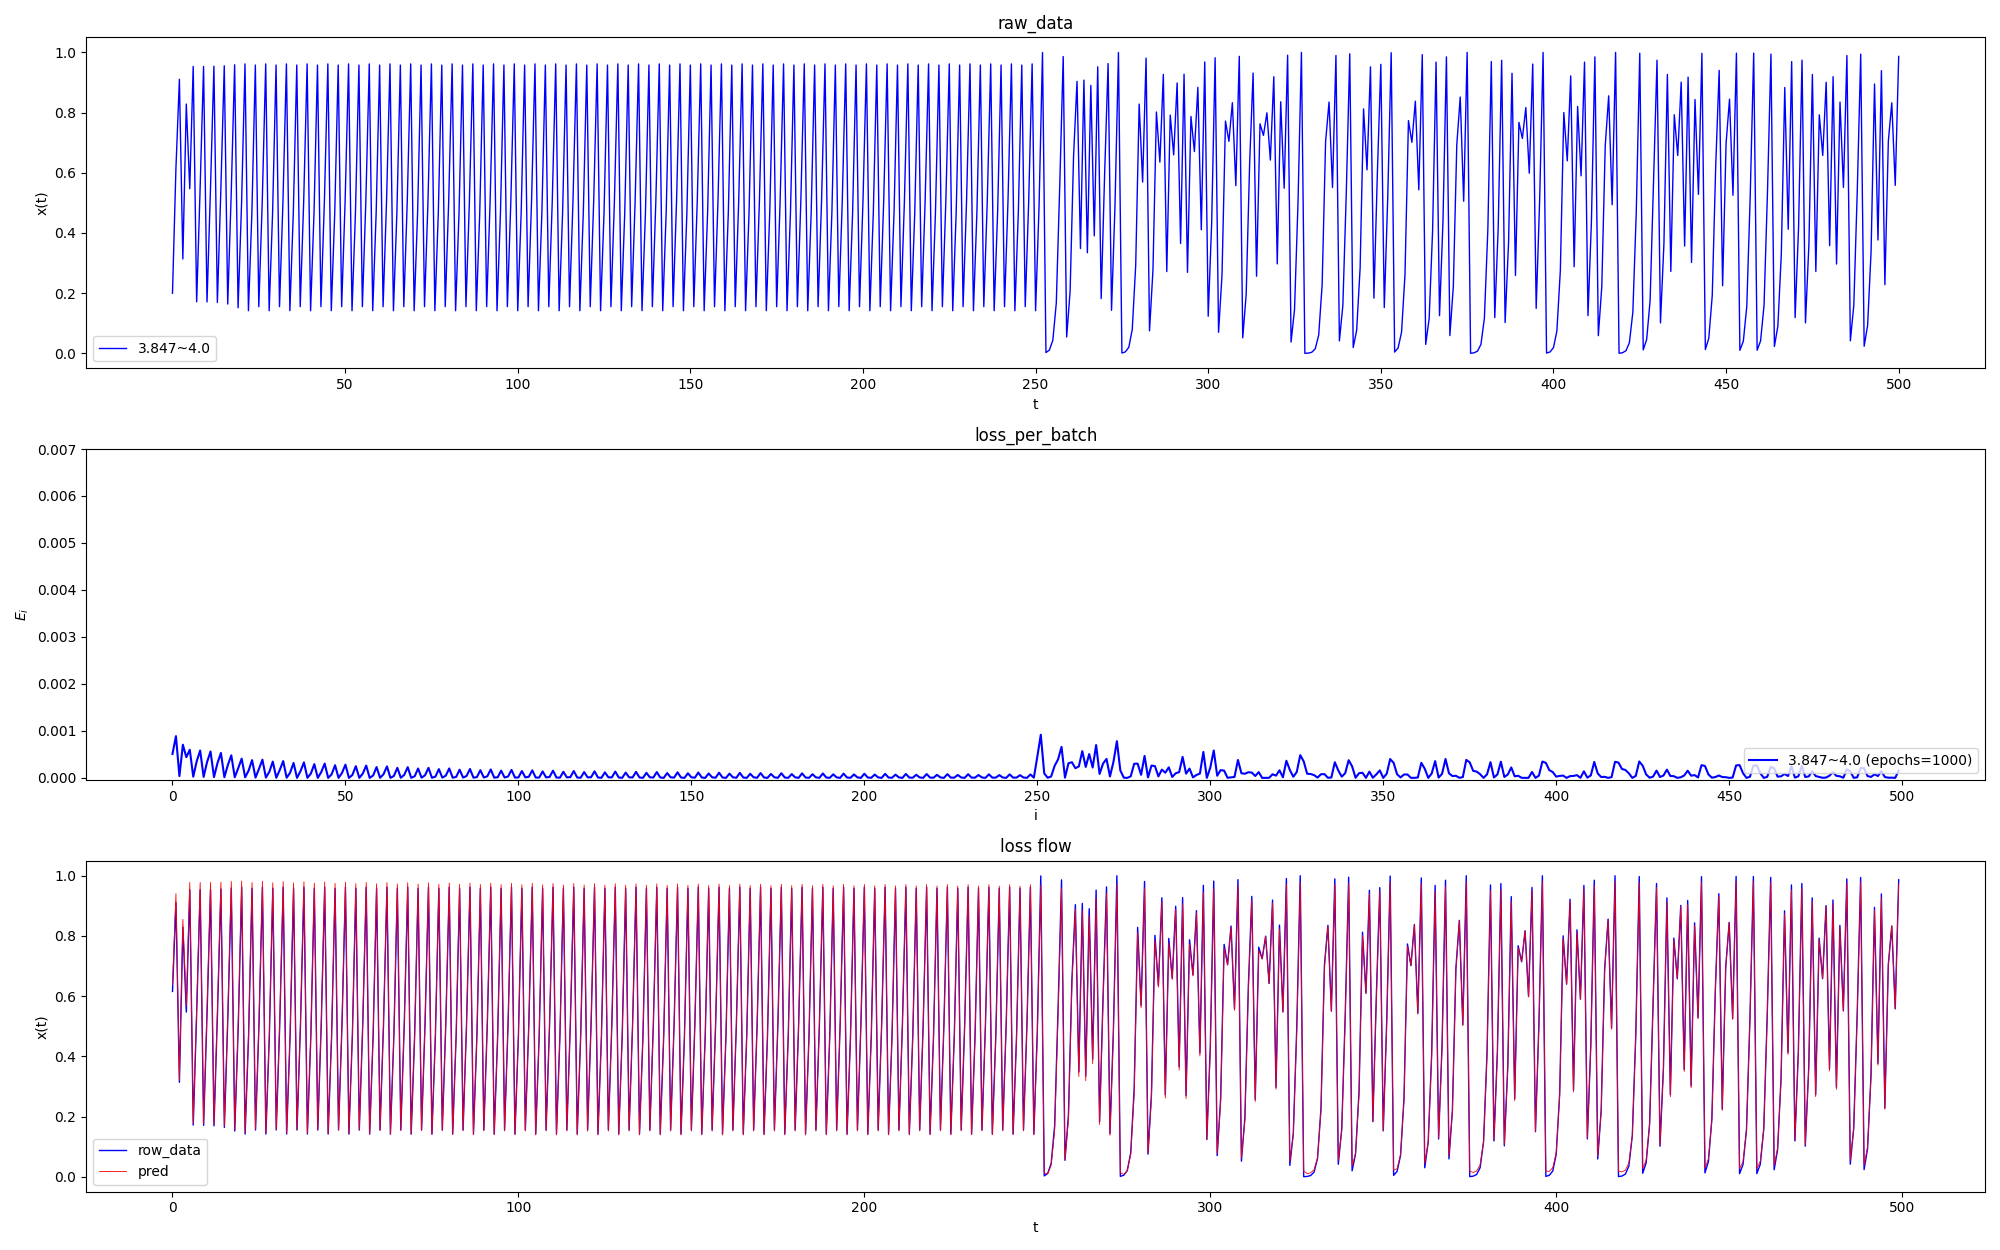 raw_data
1.0
0.8
0.6
0.4
0.2
0.0
x(t)
3.847~4.0
50 100 150 200 250 300 350 400 450 500
t
loss_per_batch
0.007
0.006
0.005
0.004
0.003
0.002
0.001
0.000
E_i
3.847~4.0 (epochs=1000)
0 50 100 150 200 250 300 350 400 450 500
i
loss flow
1.0
0.8
0.6
0.4
0.2
0.0
x(t)
row_data
pred
0 100 200 300 400 500
t